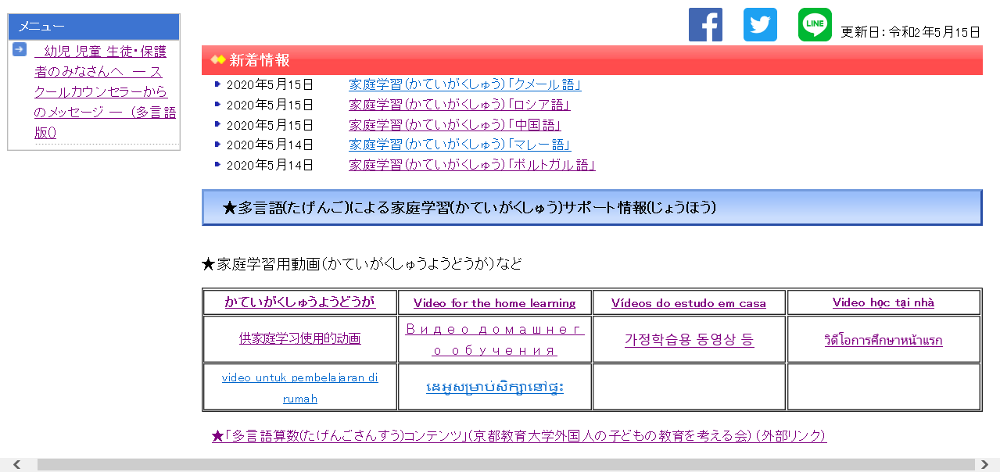 メニュー
幼児 児童 生徒・保護
者のみなさんへ ー ス
クールカウンセラーから
のメッセージ ー (多言語
版()
LINE
更新日：令和2年5月15日
新着情報
2020年5月15日 家庭学習(かていがくしゅう)「クメール語」
2020年5月15日 家庭学習(かていがくしゅう)「ロシア語」
2020年5月15日 家庭学習(かていがくしゅう)「中国語」
2020年5月14日 家庭学習(かていがくしゅう)「マレー語」
2020年5月14日 家庭学習(かていがくしゅう)「ポルトガル語」
★多言語(たげんご)による家庭学習(かていがくしゅう)サポート情報(じょうほう)
★家庭学習用動画(かていがくしゅうようどうが)など
かていがくしゅうようどうが Video for the home learning Vídeos do estudo em casa Video học tại nhà
供家庭学习使用的动画
Видео домашнег
о обучения
가정학습용 동영상 등
วิดีโอการศึกษาหน้าแรก
video untuk pembelajaran di
rumah
ដេអូសម្រាប់សិក្សានៅផ្ទះ
★「多言語算数(たげんごさんすう)コンテンツ」(京都教育大学外国人の子どもの教育を考える会) (外部リンク)